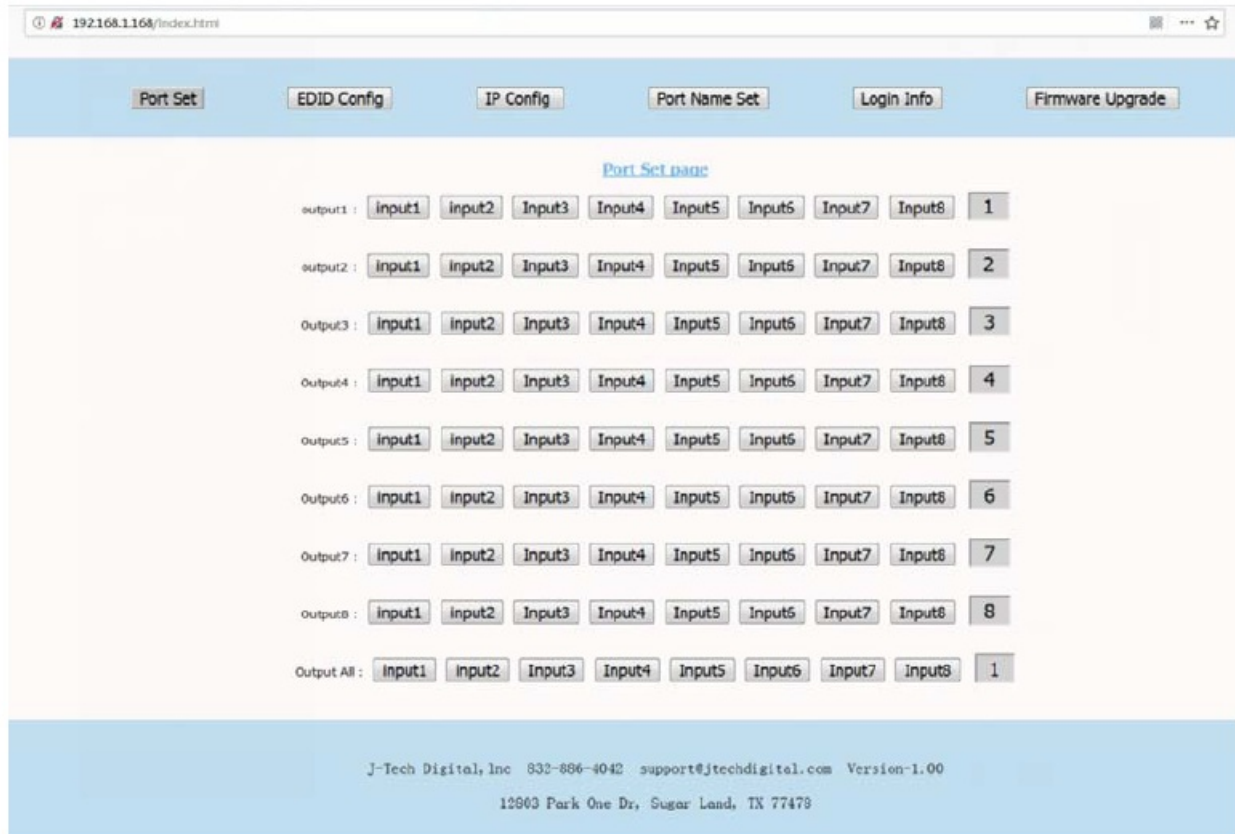 192.168.1.168/Index.html
Port Set EDID Config IP Config Port Name Set Login Info Firmware Upgrade
Port Set page
output1 : input1 input2 Input3 Input4 Input5 Input6 Input7 Input8 1
output2 : input1 input2 Input3 Input4 Input5 Input6 Input7 Input8 2
Output3 : input1 input2 Input3 Input4 Input5 Input6 Input7 Input8 3
Output4 : input1 input2 Input3 Input4 Input5 Input6 Input7 Input8 4
Output5 : input1 input2 Input3 Input4 Input5 Input6 Input7 Input8 5
Output6 : input1 input2 Input3 Input4 Input5 Input6 Input7 Input8 6
Output7 : input1 input2 Input3 Input4 Input5 Input6 Input7 Input8 7
Output8 : input1 input2 Input3 Input4 Input5 Input6 Input7 Input8 8
Output All : input1 input2 Input3 Input4 Input5 Input6 Input7 Input8 1
J-Tech Digital,Inc 832-886-4042 support@jtechdigital.com Version-1.00
12803 Park One Dr, Sugar Land, TX 77478